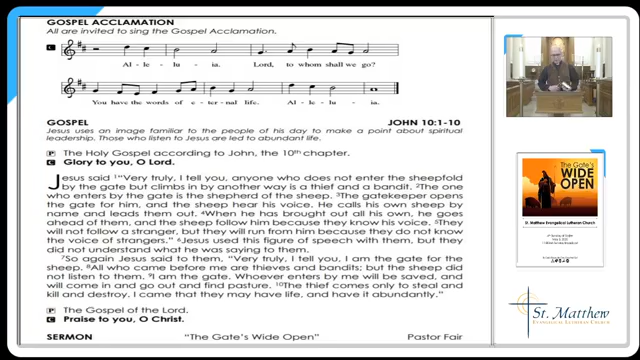 GOSPEL ACCLAMATION
All are invited to sing the Gospel Acclamation.
C
Al - le - lu - ia. Lord, to whom shall we go?
You have the words of e - ter - nal life. Al - le - lu - ia.
GOSPEL JOHN 10:1-10
Jesus uses an image familiar to the people of his day to make a point about spiritual
leadership. Those who listen to Jesus are led to abundant life.
P The Holy Gospel according to John, the 10th chapter.
C Glory to you, O Lord.
Jesus said 1"Very truly, I tell you, anyone who does not enter the sheepfold
by the gate but climbs in by another way is a thief and a bandit. 2The one
who enters by the gate is the shepherd of the sheep. 3The gatekeeper opens
the gate for him, and the sheep hear his voice. He calls his own sheep by
name and leads them out. 4When he has brought out all his own, he goes
ahead of them, and the sheep follow him because they know his voice. 5They
will not follow a stranger, but they will run from him because they do not know
the voice of strangers." 6Jesus used this figure of speech with them, but they
did not understand what he was saying to them.
7So again Jesus said to them, "Very truly, I tell you, I am the gate for the
sheep. 8All who came before me are thieves and bandits; but the sheep did
not listen to them. 9I am the gate. Whoever enters by me will be saved, and
will come in and go out and find pasture. 10The thief comes only to steal and
kill and destroy. I came that they may have life, and have it abundantly."
P The Gospel of the Lord.
C Praise to you, O Christ.
SERMON "The Gate's Wide Open" Pastor Fair
The Gate's
WIDE
OPEN
St. Matthew Evangelical Lutheran Church
St. Matthew
EVANGELICAL LUTHERAN CHURCH